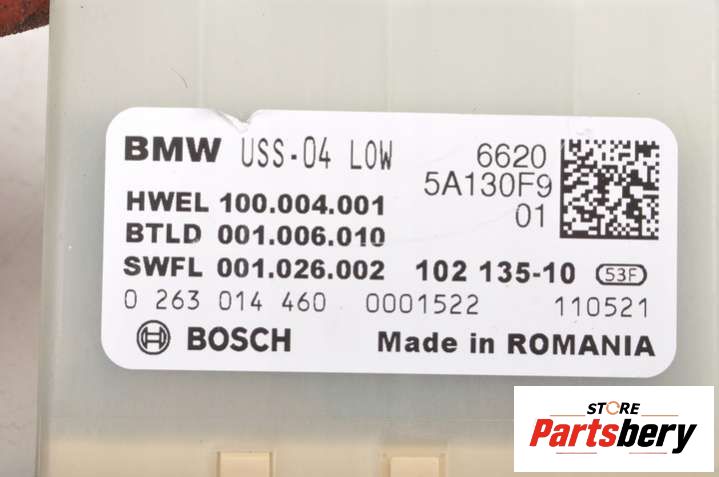 BMW USS-04 LOW 6620
5A130F9
01
HWEL 100.004.001
BTLD 001.006.010
SWFL 001.026.002 102 135-10 53F
0 263 014 460 0001522 110521
BOSCH Made in ROMANIA
STORE
Partsbery